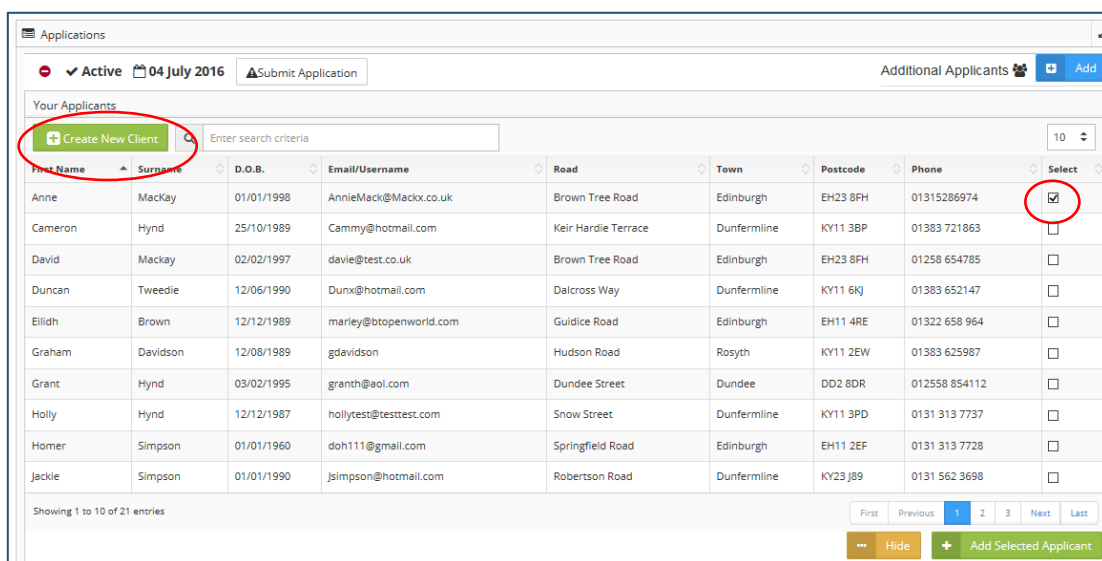 Applications
Active 04 July 2016 Submit Application Additional Applicants Add
Your Applicants
Create New Client Enter search criteria 10
First Name Surname D.O.B. Email/Username Road Town Postcode Phone Select
Anne MacKay 01/01/1998 AnnieMack@Mackx.co.uk Brown Tree Road Edinburgh EH23 8FH 01315286974
Cameron Hynd 25/10/1989 Cammy@hotmail.com Keir Hardie Terrace Dunfermline KY11 3BP 01383 721863
David Mackay 02/02/1997 davie@test.co.uk Brown Tree Road Edinburgh EH23 8FH 01258 654785
Duncan Tweedie 12/06/1990 Dunx@hotmail.com Dalcross Way Dunfermline KY11 6KJ 01383 652147
Eilidh Brown 12/12/1989 marley@btopenworld.com Guidice Road Edinburgh EH11 4RE 01322 658 964
Graham Davidson 12/08/1989 gdavidson Hudson Road Rosyth KY11 2EW 01383 625987
Grant Hynd 03/02/1995 granth@aol.com Dundee Street Dundee DD2 8DR 012558 854112
Holly Hynd 12/12/1987 hollytest@testtest.com Snow Street Dunfermline KY11 3PD 0131 313 7737
Homer Simpson 01/01/1960 doh111@gmail.com Springfield Road Edinburgh EH11 2EF 0131 313 7728
Jackie Simpson 01/01/1990 Jsimpson@hotmail.com Robertson Road Dunfermline KY23 J89 0131 562 3698
Showing 1 to 10 of 21 entries First Previous 1 2 3 Next Last
Hide Add Selected Applicant